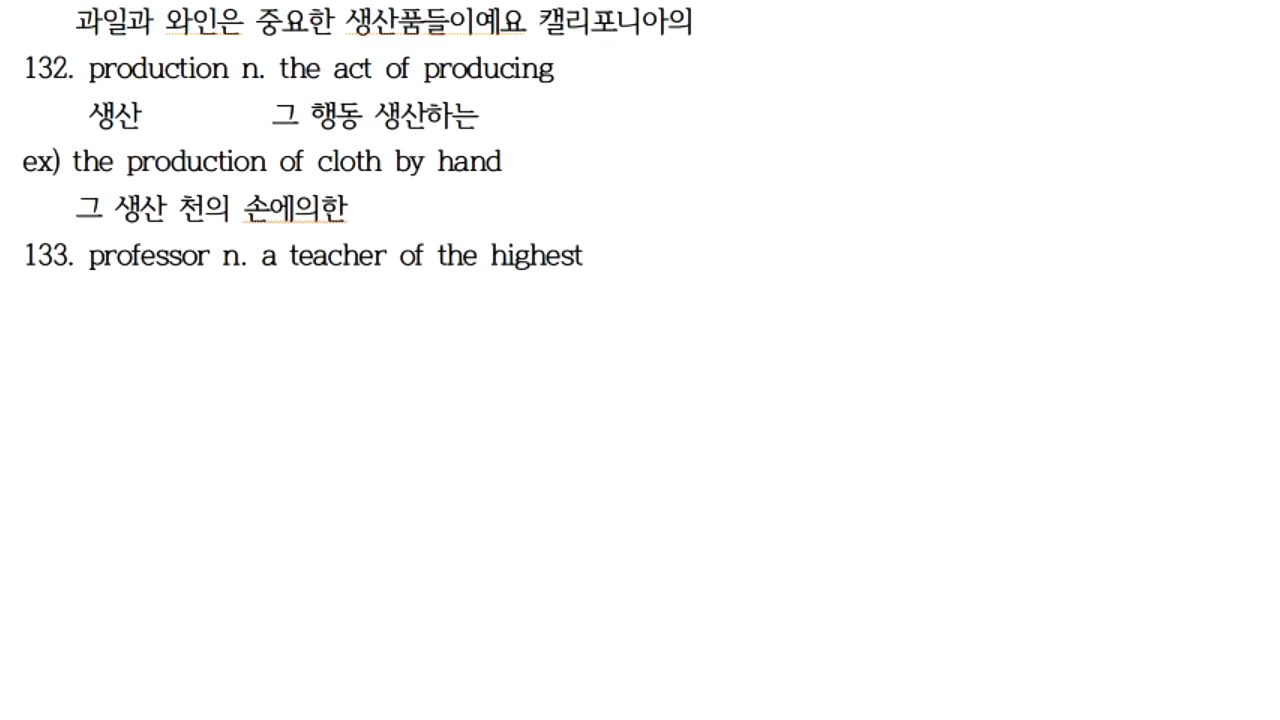 과일과 와인은 중요한 생산품들이예요 캘리포니아의
132. production n. the act of producing
생산 그 행동 생산하는
ex) the production of cloth by hand
그 생산 천의 손에의한
133. professor n. a teacher of the highest